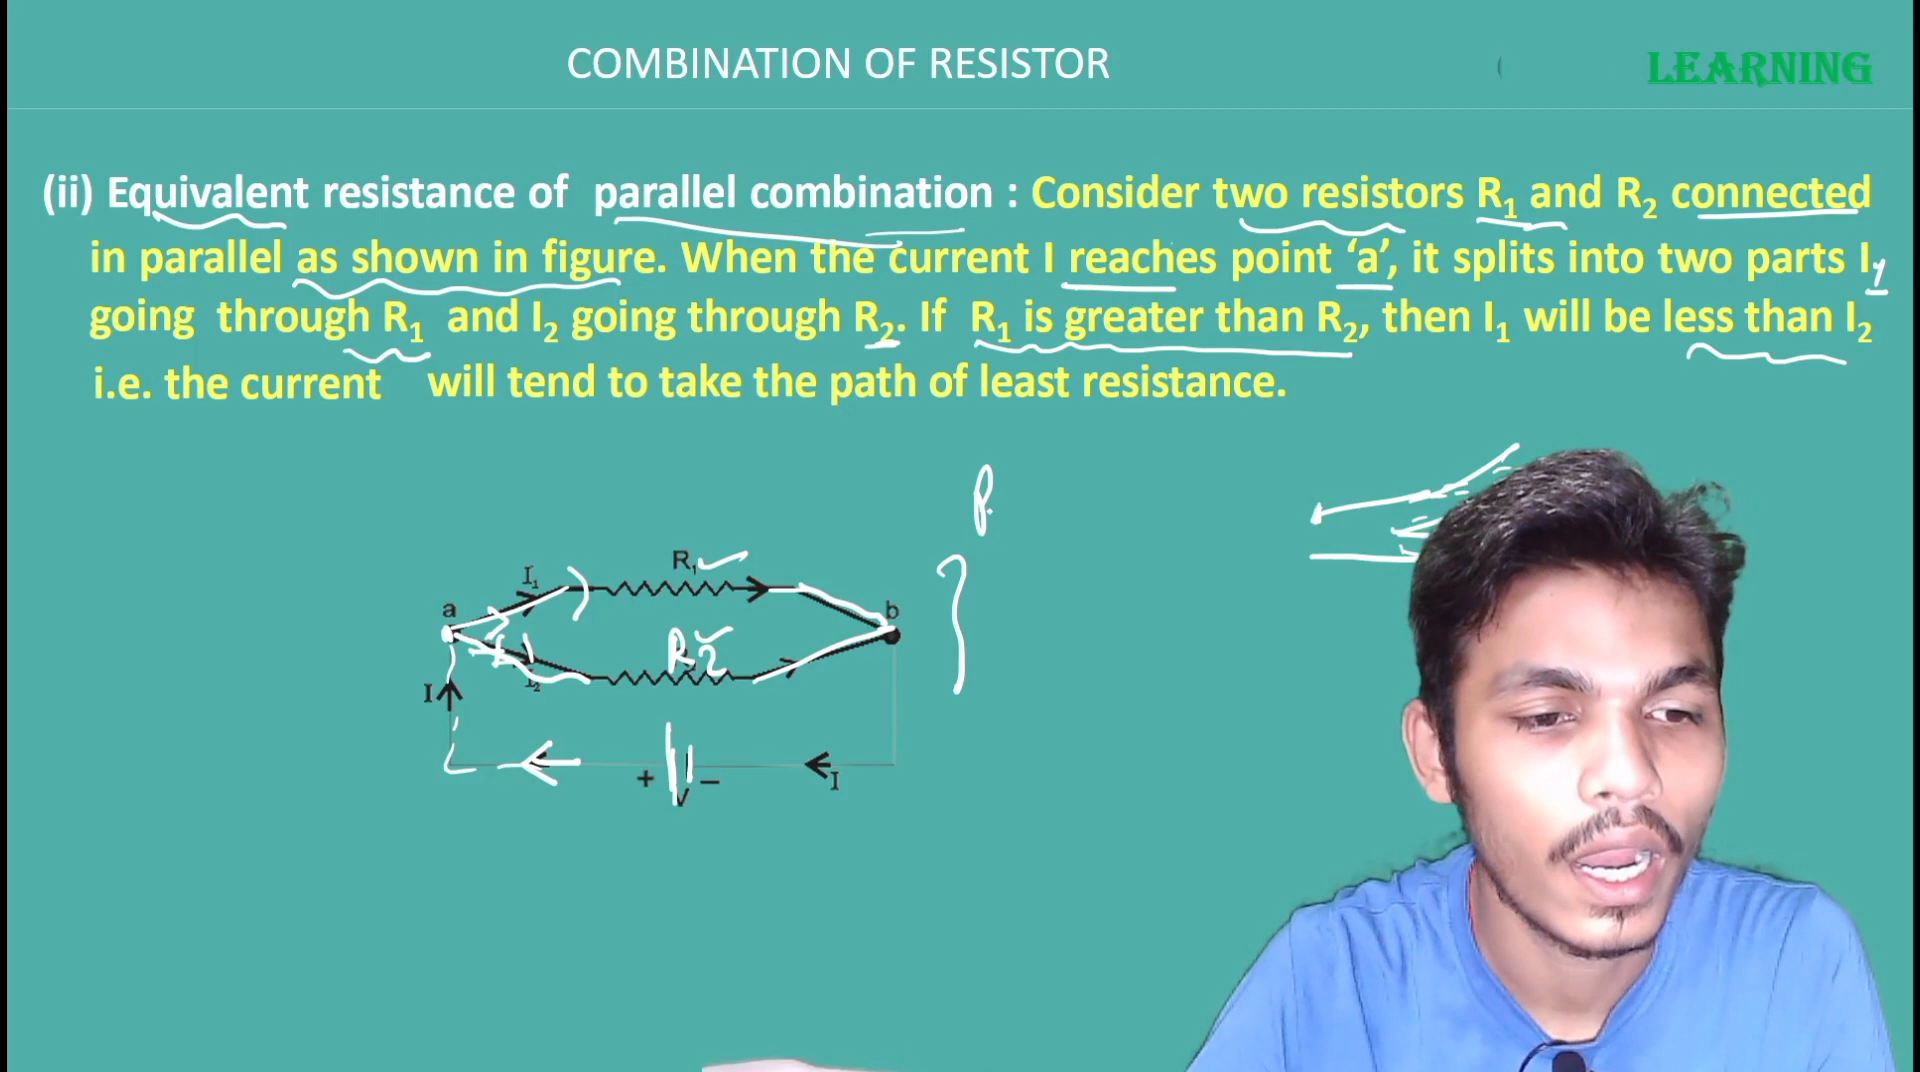 COMBINATION OF RESISTOR
LEARNING
(ii) Equivalent resistance of parallel combination : Consider two resistors R₁ and R₂ connected
in parallel as shown in figure. When the current I reaches point ‘a’, it splits into two parts I₁
going through R₁ and I₂ going through R₂. If R₁ is greater than R₂, then I₁ will be less than I₂
i.e. the current will tend to take the path of least resistance.
P.
R₁
I₁
a
b
R2
I₂
I
+
–
I
V